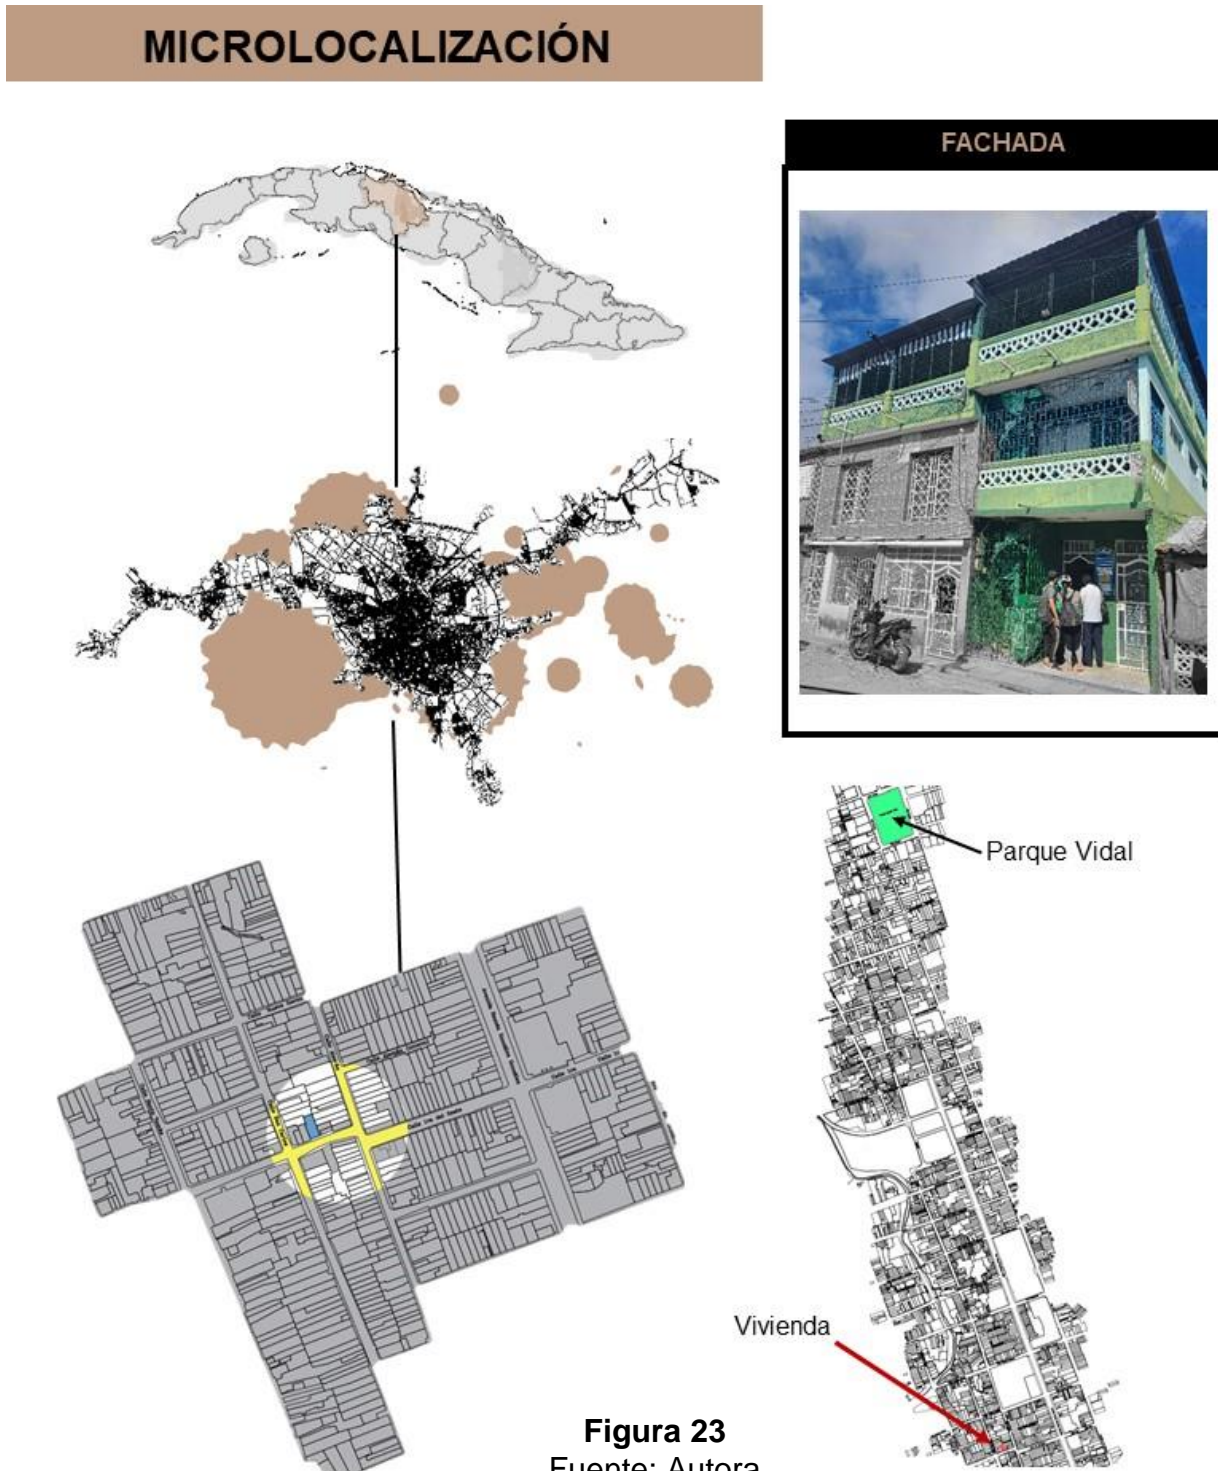 MICROLOCALIZACIÓN
FACHADA
Parque Vidal
Vivienda
Figura 23
Fuente: Autora